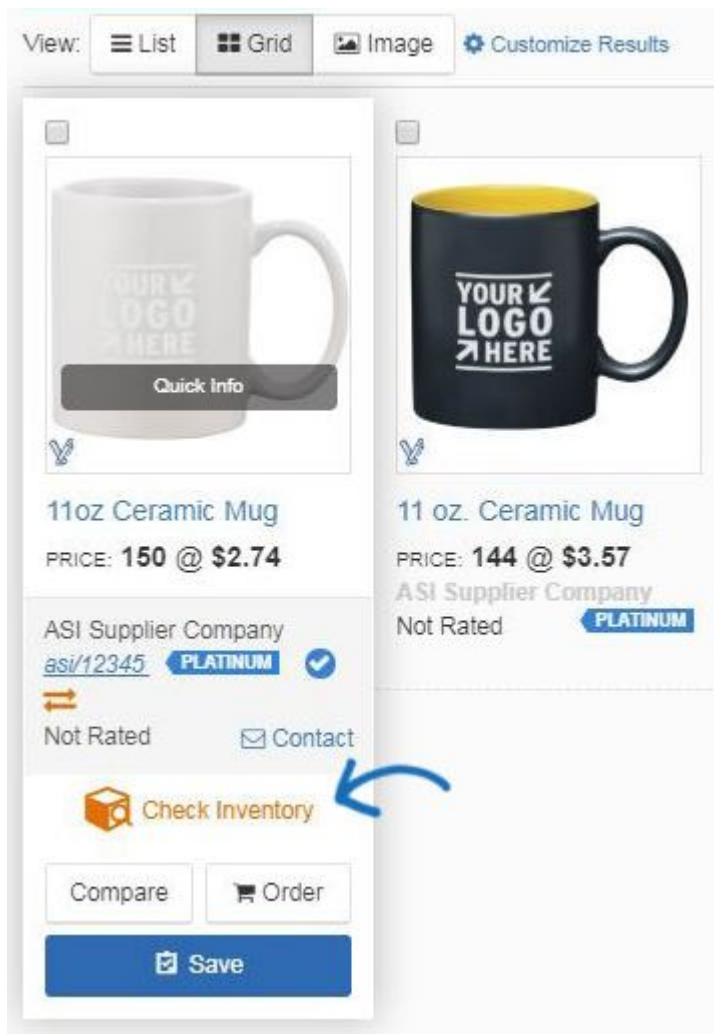 View: List Grid Image Customize Results
YOUR
LOGO
HERE
Quick Info
11oz Ceramic Mug
PRICE: 150 @ $2.74
ASI Supplier Company
asi/12345 PLATINUM
Not Rated Contact
Check Inventory
Compare Order
Save
YOUR
LOGO
HERE
11 oz. Ceramic Mug
PRICE: 144 @ $3.57
ASI Supplier Company
Not Rated PLATINUM